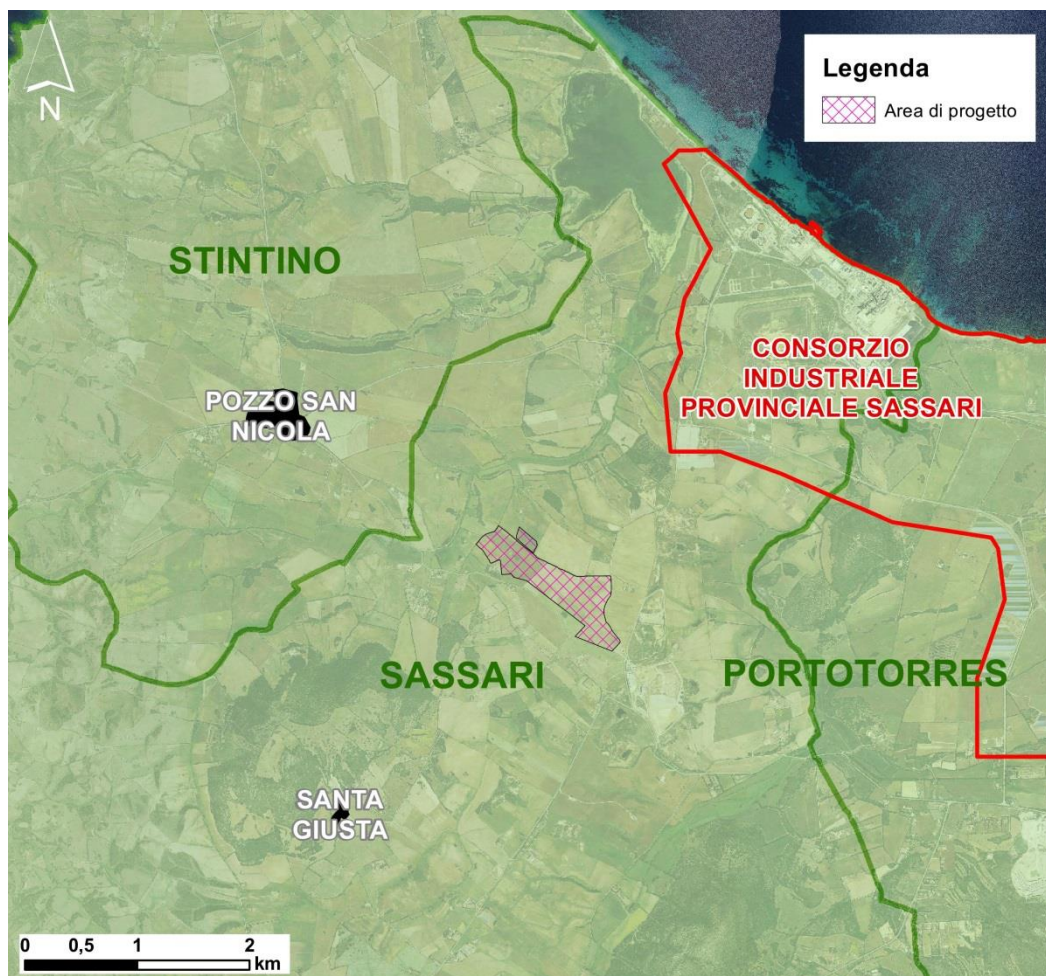 N
Legenda
Area di progetto
STINTINO
POZZO SAN
NICOLA
CONSORZIO
INDUSTRIALE
PROVINCIALE SASSARI
SASSARI
PORTOTORRES
SANTA
GIUSTA
0 0,5 1 2
km